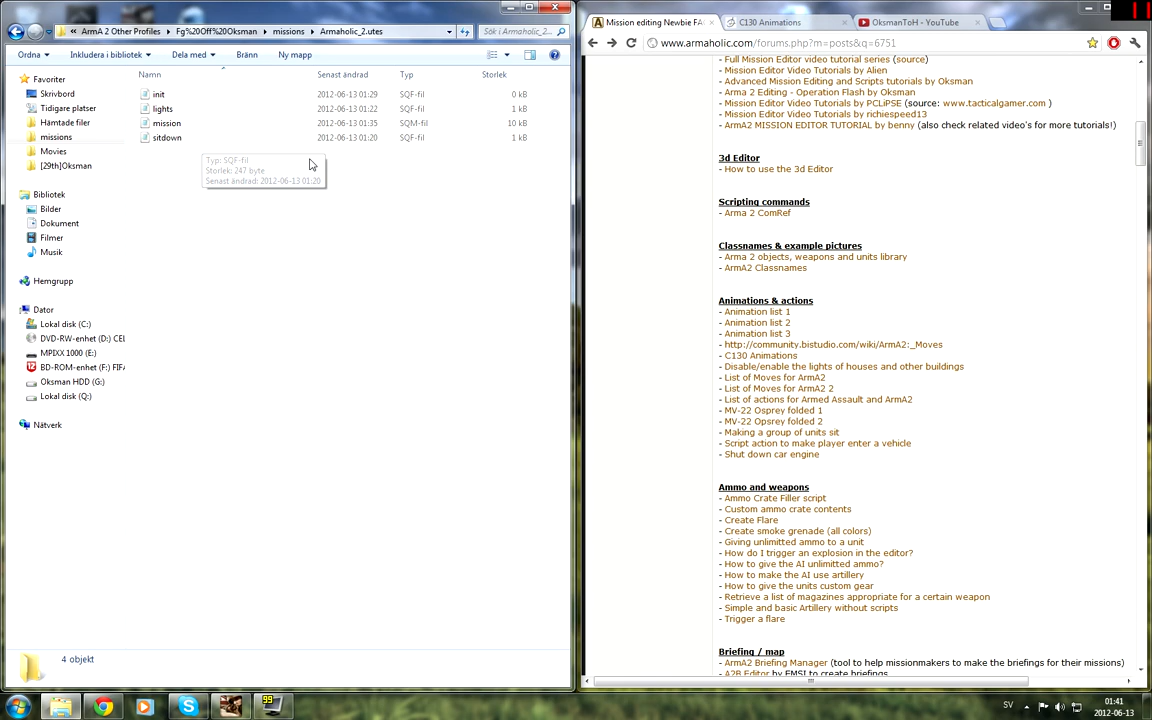 ArmA 2 Other Profiles
Fg%20Off%20Oksman
missions
Armaholic_2.utes
Sök i Armaholic_2....
Ordna
Inkludera i bibliotek
Dela med
Bränn
Ny mapp
Namn
Senast ändrad
Typ
Storlek
init
2012-06-13 01:29
SQF-fil
0 kB
lights
2012-06-13 01:22
SQF-fil
1 kB
mission
2012-06-13 01:35
SQM-fil
10 kB
sitdown
2012-06-13 01:20
SQF-fil
1 kB
Typ: SQF-fil
Storlek: 247 byte
Senast ändrad: 2012-06-13 01:20
Favoriter
Skrivbord
Tidigare platser
Hämtade filer
missions
Movies
[29th]Oksman
Bibliotek
Bilder
Dokument
Filmer
Musik
Hemgrupp
Dator
Lokal disk (C:)
DVD-RW-enhet (D:) CEL
MPIXX 1000 (E:)
BD-ROM-enhet (F:) FIFA
Oksman HDD (G:)
Lokal disk (Q:)
Nätverk
4 objekt
Mission editing Newbie FA
C130 Animations
OksmanToH - YouTube
www.armaholic.com/forums.php?m=posts&q=6751
- Full Mission Editor video tutorial series (source)
- Mission Editor Video Tutorials by Alien
- Advanced Mission Editing and Scripts tutorials by Oksman
- Arma 2 Editing - Operation Flash by Oksman
- Mission Editor Video Tutorials by PCLiPSE (source: www.tacticalgamer.com )
- Mission Editor Video Tutorials by richiespeed13
- ArmA2 MISSION EDITOR TUTORIAL by benny (also check related video's for more tutorials!)
3d Editor
- How to use the 3d Editor
Scripting commands
- Arma 2 ComRef
Classnames & example pictures
- Arma 2 objects, weapons and units library
- ArmA2 Classnames
Animations & actions
- Animation list 1
- Animation list 2
- Animation list 3
- http://community.bistudio.com/wiki/ArmA2:_Moves
- C130 Animations
- Disable/enable the lights of houses and other buildings
- List of Moves for ArmA2
- List of Moves for ArmA2 2
- List of actions for Armed Assault and ArmA2
- MV-22 Osprey folded 1
- MV-22 Opsrey folded 2
- Making a group of units sit
- Script action to make player enter a vehicle
- Shut down car engine
Ammo and weapons
- Ammo Crate Filler script
- Custom ammo crate contents
- Create Flare
- Create smoke grenade (all colors)
- Giving unlimitted ammo to a unit
- How do I trigger an explosion in the editor?
- How to give the AI unlimitted ammo?
- How to make the AI use artillery
- How to give the units custom gear
- Retrieve a list of magazines appropriate for a certain weapon
- Simple and basic Artillery without scripts
- Trigger a flare
Briefing / map
- ArmA2 Briefing Manager (tool to help missionmakers to make the briefings for their missions)
- A2B Editor by EMSI to create briefings
99
SV
01:41
2012-06-13